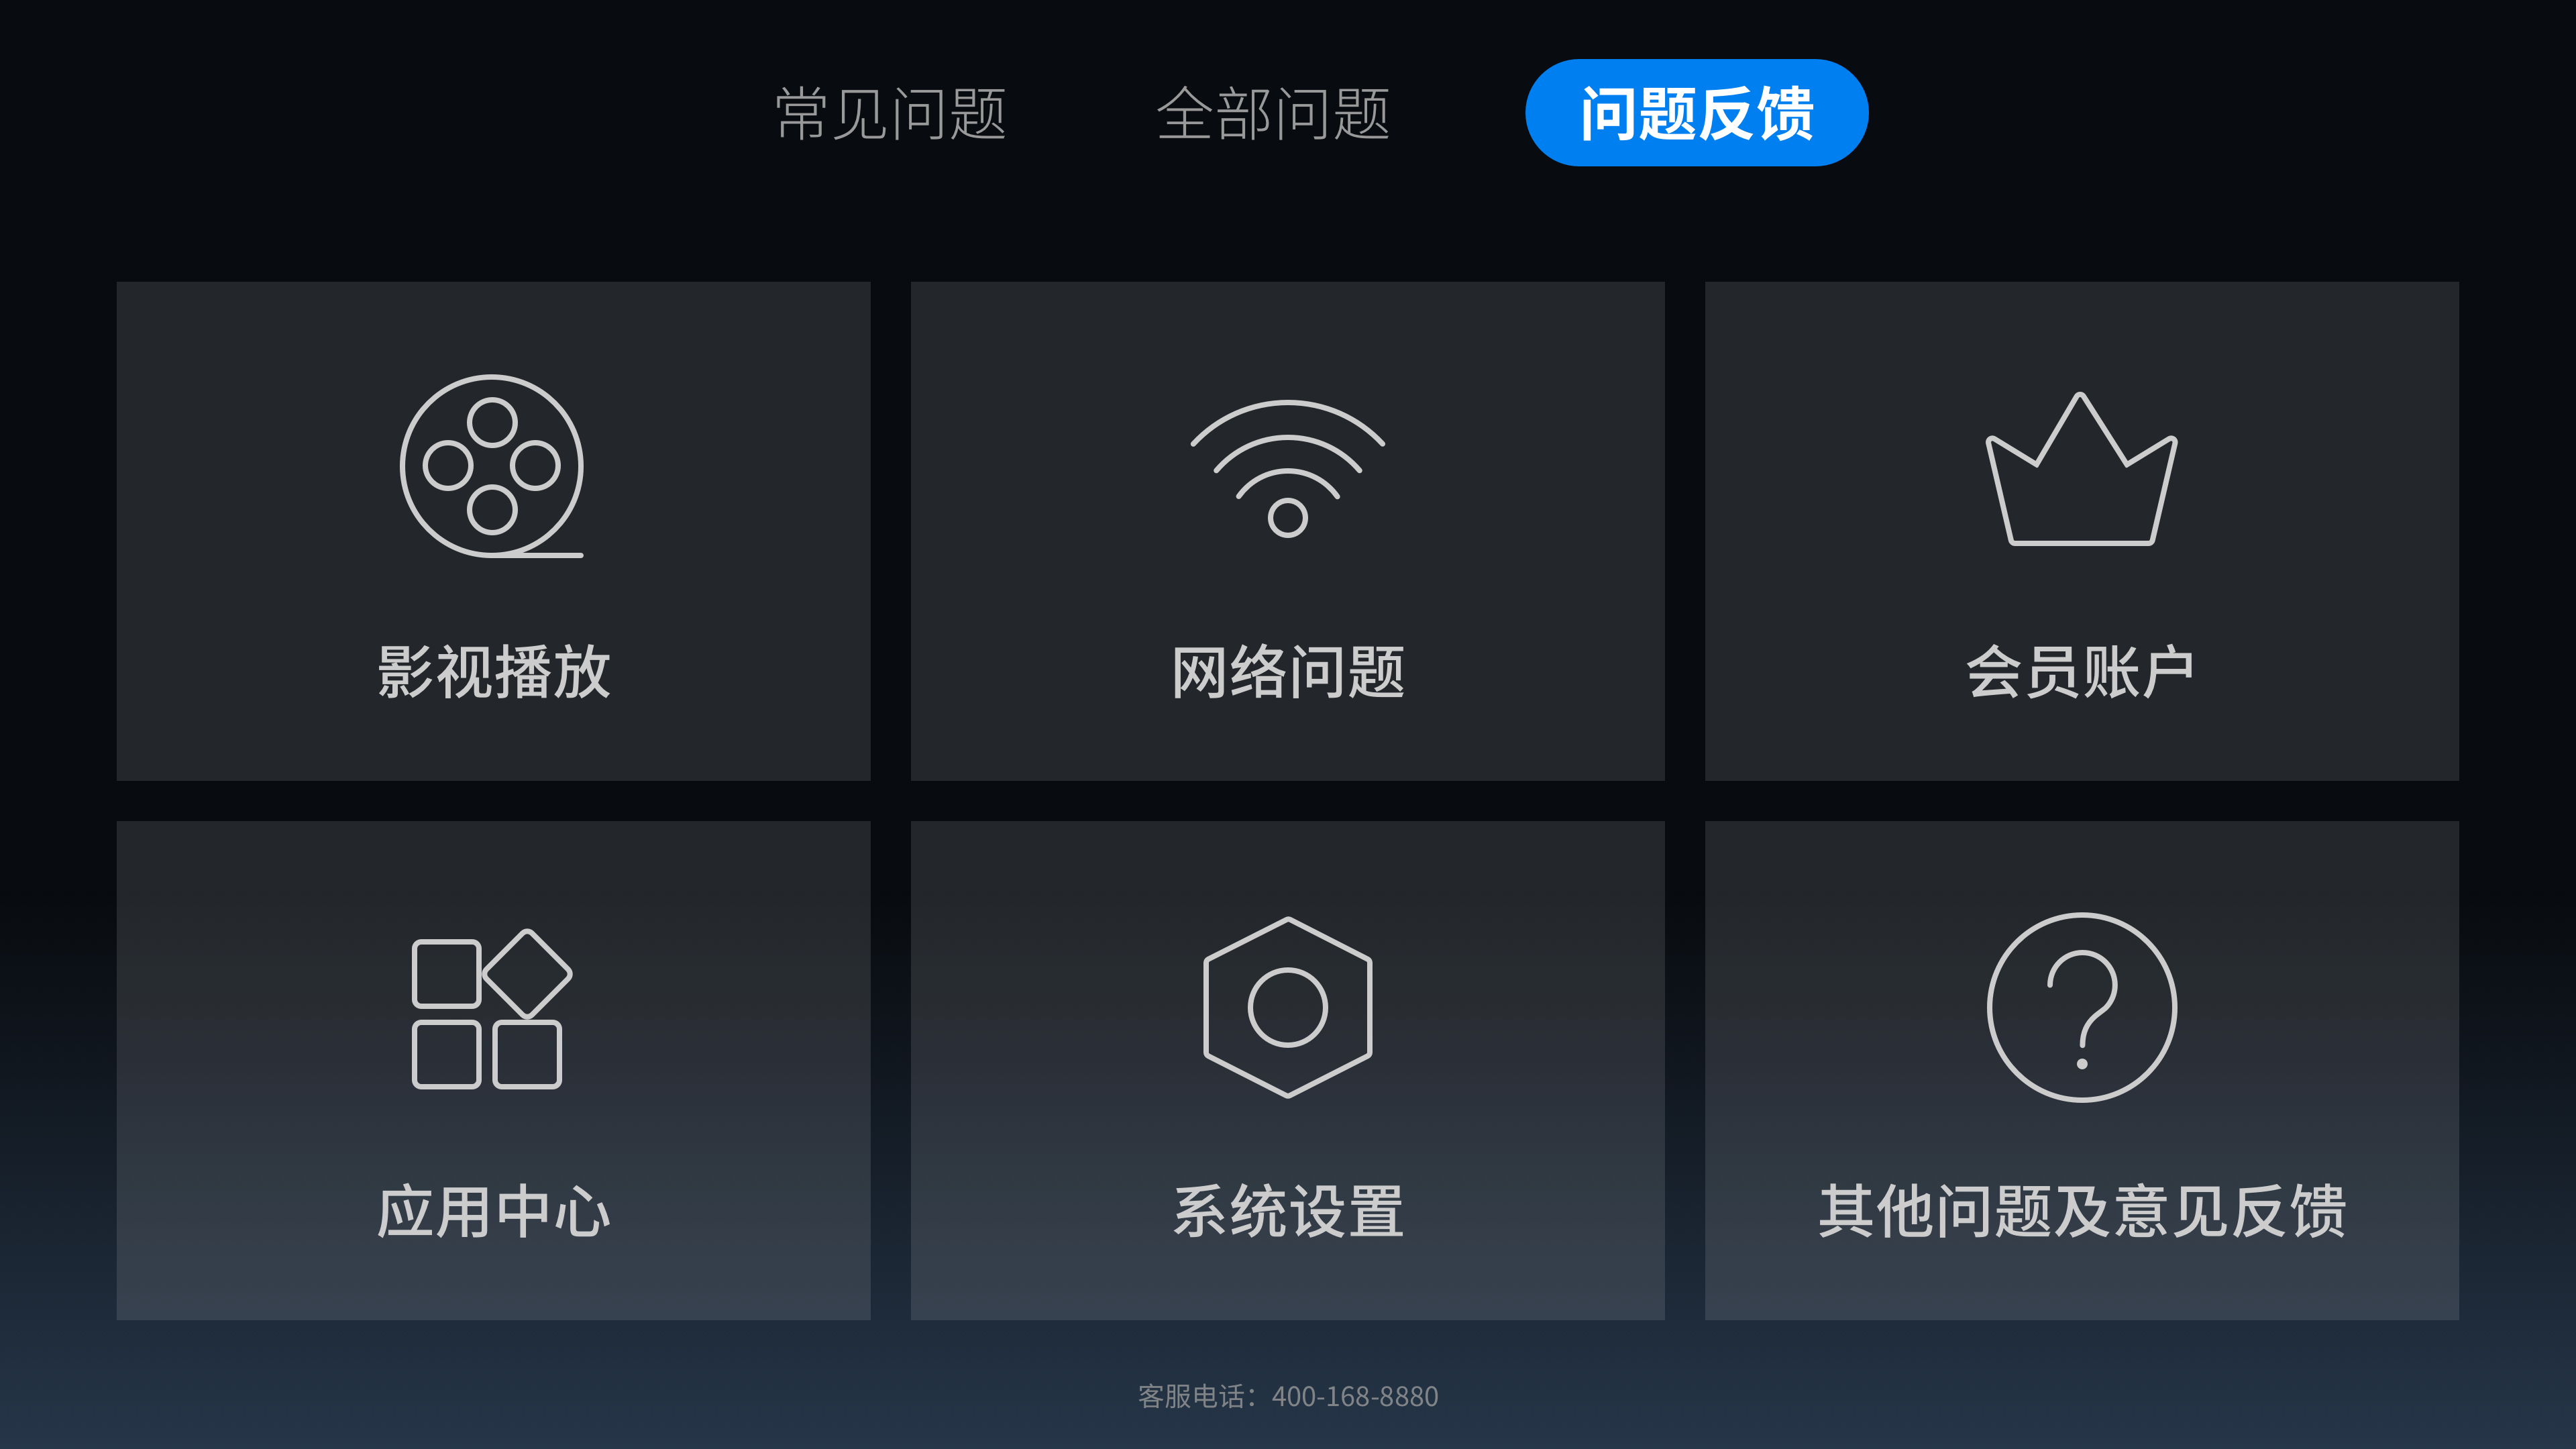 常见问题
全部问题
问题反馈
影视播放
网络问题
会员账户
应用中心
系统设置
其他问题及意见反馈
客服电话：400-168-8880